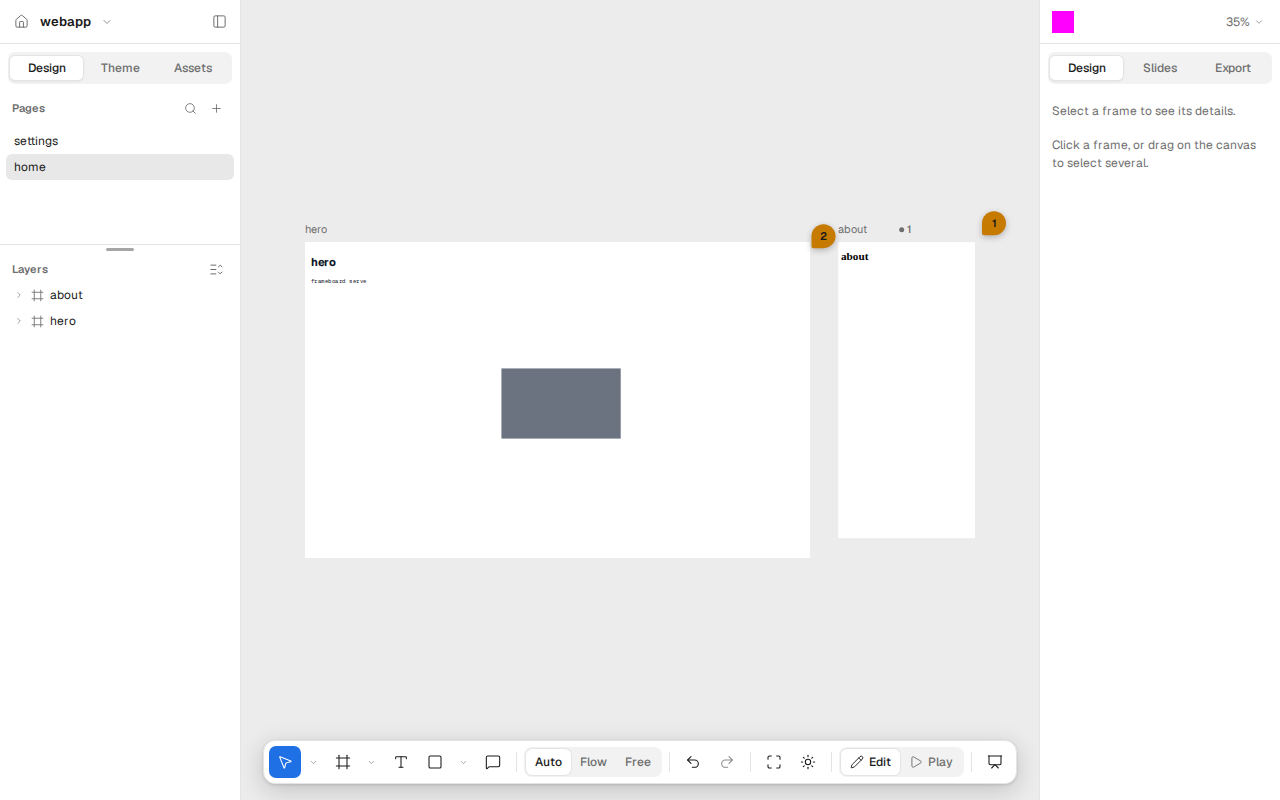 webapp
35%
Design
Theme
Assets
Design
Slides
Export
Pages
Select a frame to see its details.
settings
Click a frame, or drag on the canvas
to select several.
home
hero
2
about
1
1
hero
about
frameboard serve
Layers
about
hero
Auto
Flow
Free
Edit
Play